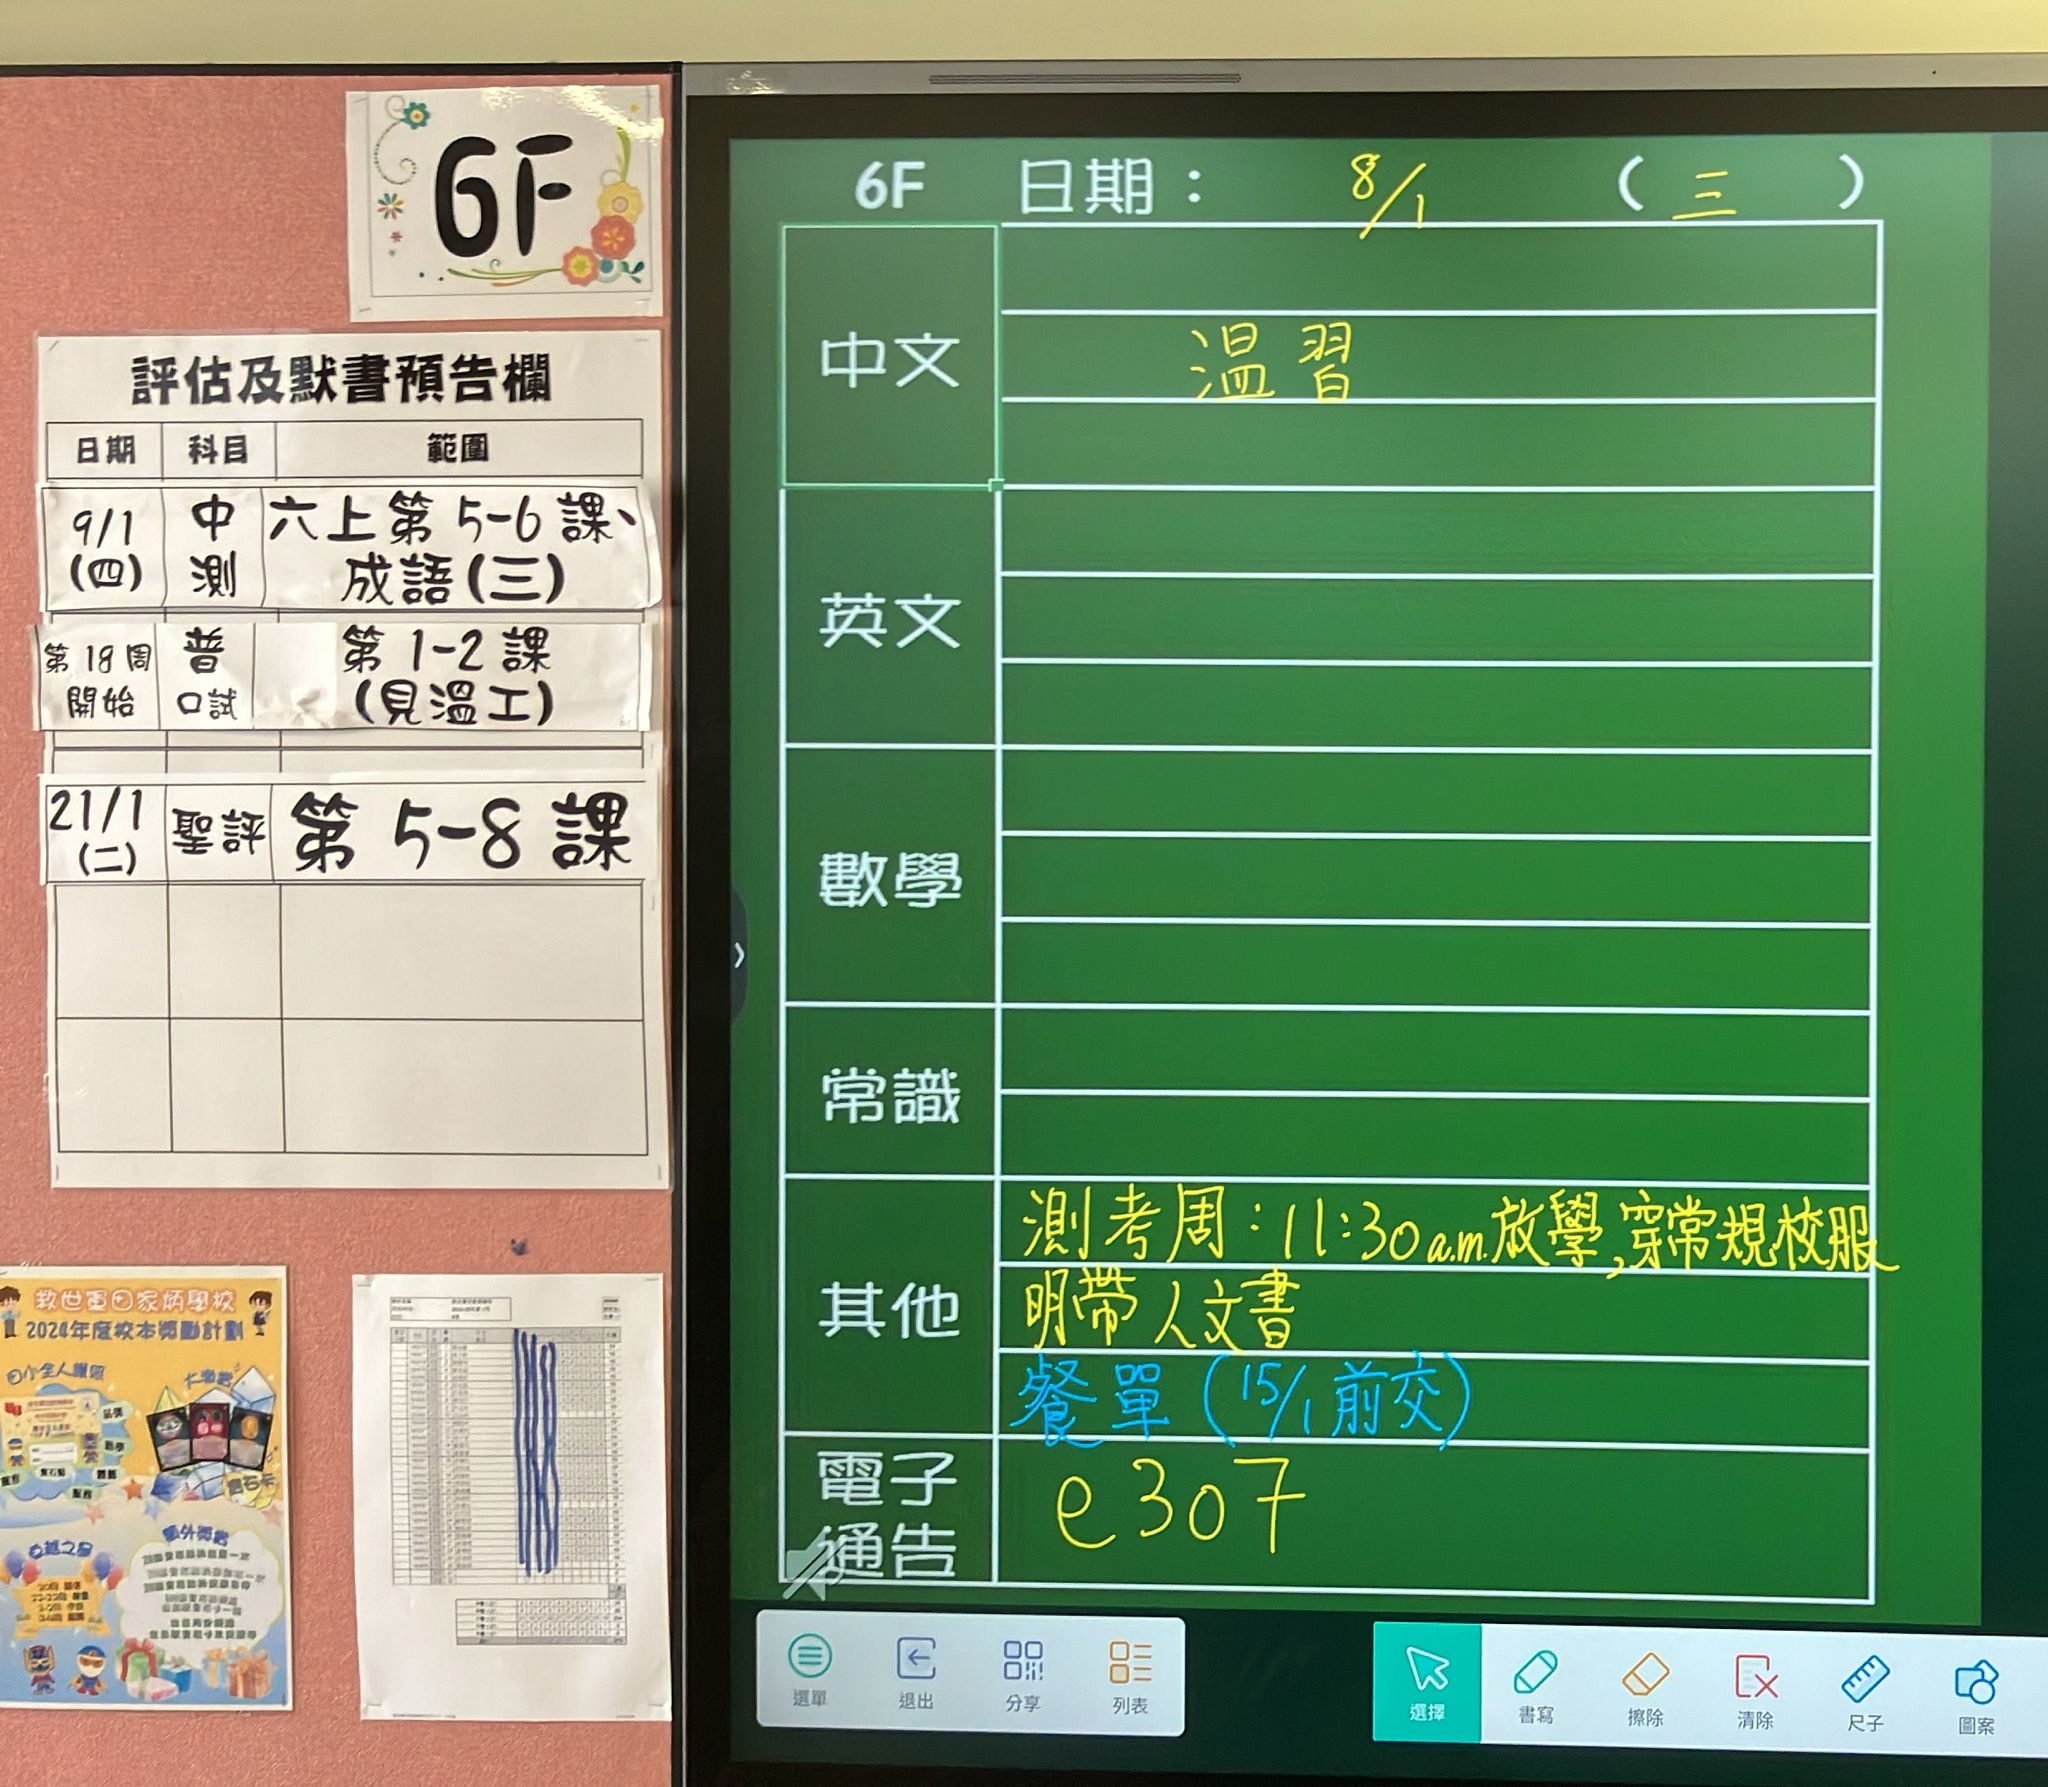 6F
評估及默書預告欄
日期 科目 範圍
9/1 (四) 中測 六上第5-6課、成語(三)
第18周開始 普口試 第1-2課 (見溫工)
21/1 (二) 聖評 第5-8課
救世軍田家炳學校
2024年度校本獎勵計劃
6F 日期： 8/1 (三)
中文
溫習
英文
數學
常識
其他
測考周：11:30a.m.放學,穿常規校服
明帶人文書
餐單(15/1前交)
電子通告
e307
選單 退出 分享 列表
選擇 書寫 擦除 清除 尺子 圖案